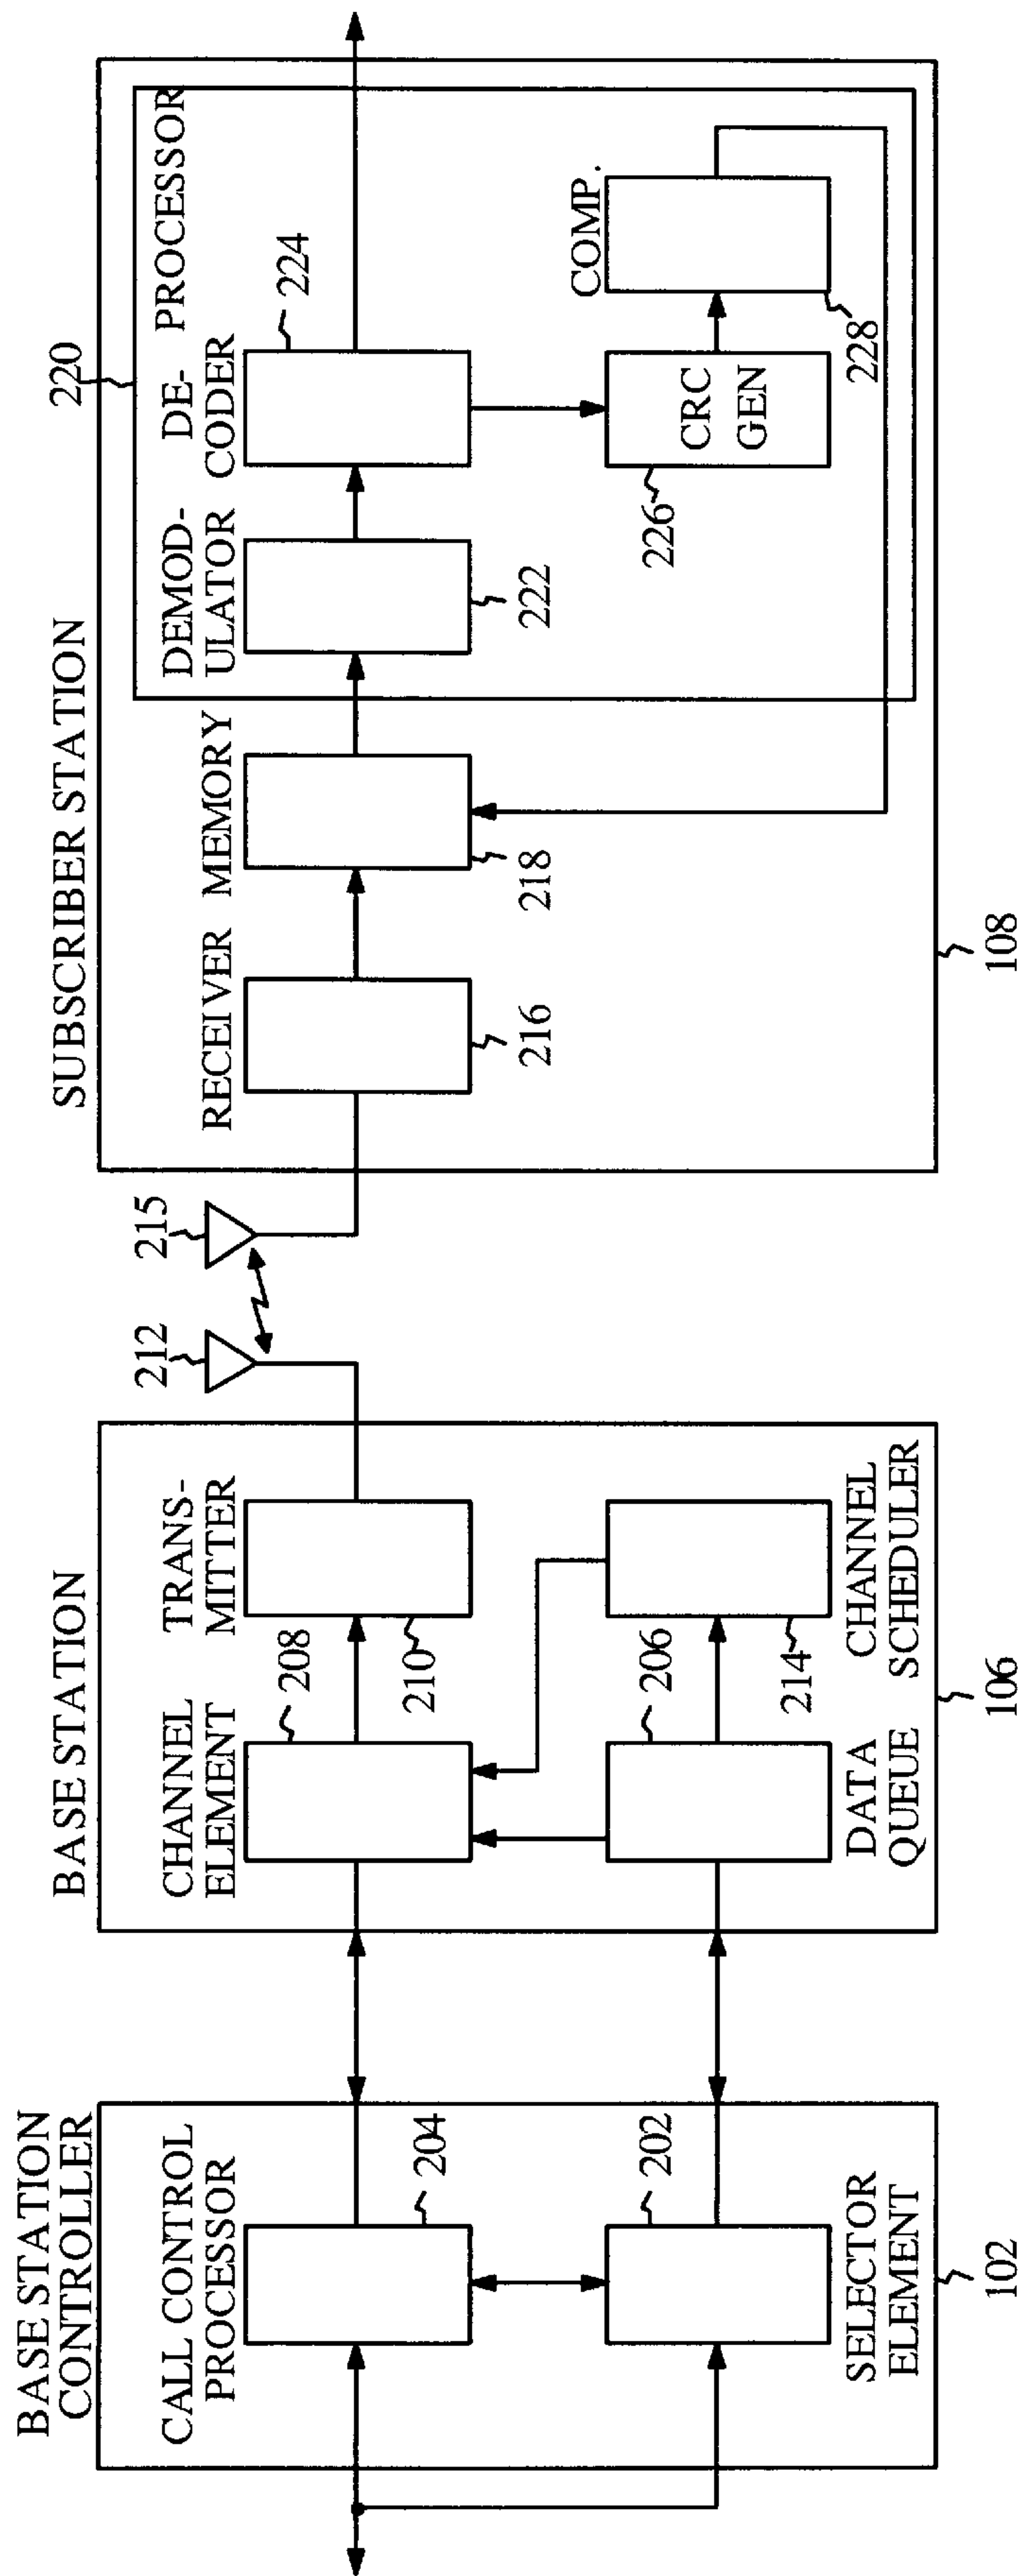 BASE STATION
CONTROLLER
CALL CONTROL
PROCESSOR
204
202
SELECTOR
ELEMENT
102
BASE STATION
CHANNEL
ELEMENT
208
TRANS-
MITTER
210
206
214
DATA
QUEUE
CHANNEL
SCHEDULER
106
212
215
SUBSCRIBER STATION
RECEIVER
216
MEMORY
218
220
PROCESSOR
DEMOD-
ULATOR
222
DE-
CODER
224
CRC
GEN
226
COMP.
228
108